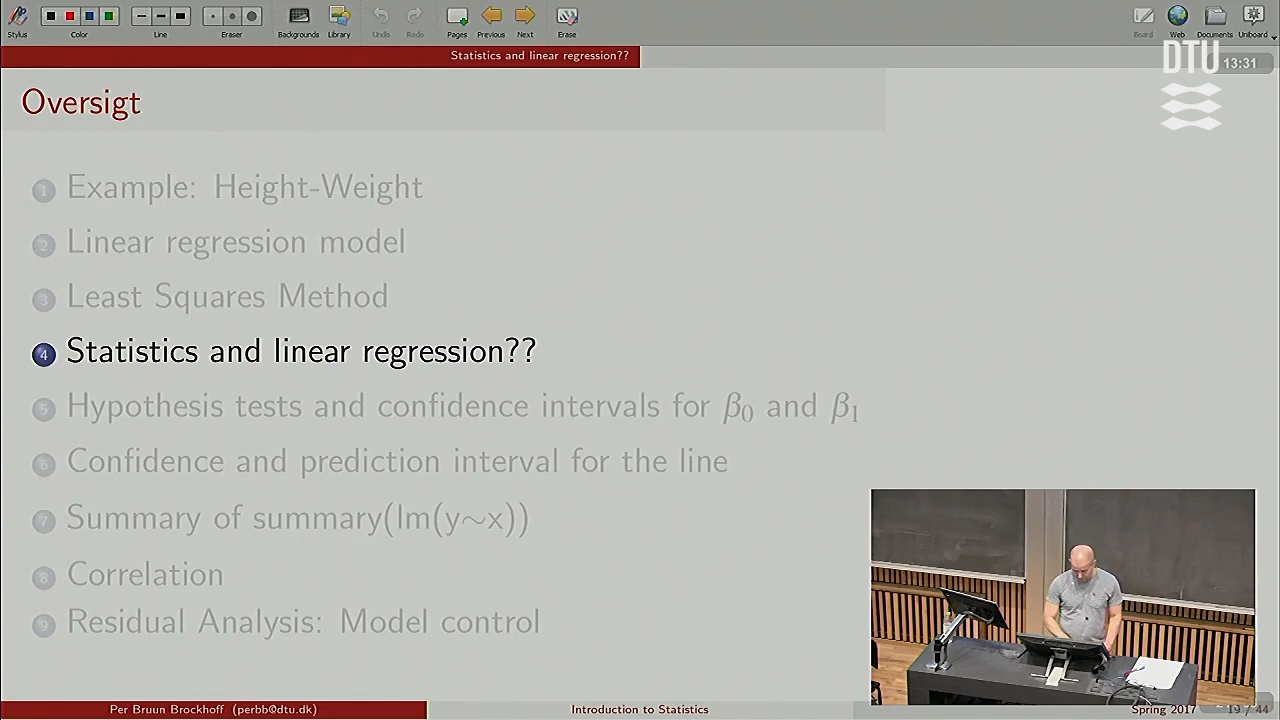 Stylus Color Line Eraser Backgrounds Library Undo Redo Pages Previous Next Erase Board Web Documents Uniboard
Statistics and linear regression??
DTU
13:31
Oversigt
1 Example: Height-Weight
2 Linear regression model
3 Least Squares Method
4 Statistics and linear regression??
5 Hypothesis tests and confidence intervals for β0 and β1
6 Confidence and prediction interval for the line
7 Summary of summary(lm(y~x))
8 Correlation
9 Residual Analysis: Model control
Per Bruun Brockhoff (perbb@dtu.dk) Introduction to Statistics Spring 2017 19 / 44